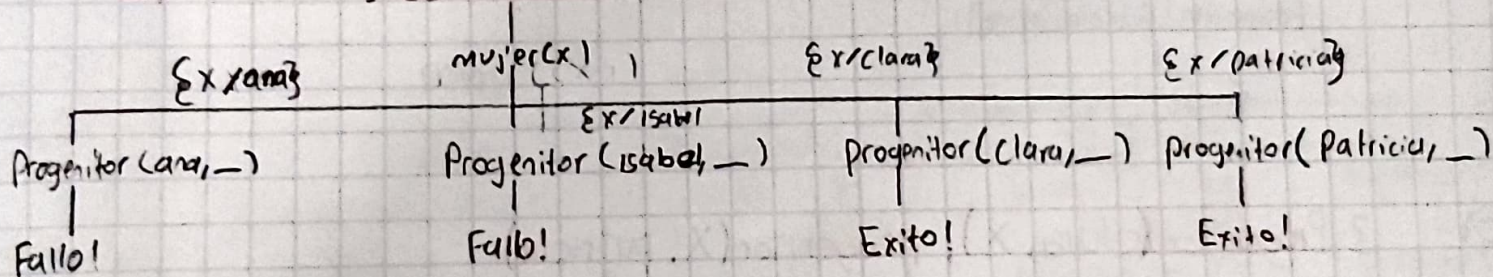 mujer(x) ,
{x x ana} {x/Clara} {x/Patricia}
{x/Isabel
Progenitor (ana, _) Progenitor (isabel, _) Progenitor (Clara, _) progenitor( Patricia, _)
Fallo! Fallo! Exito! Exito!